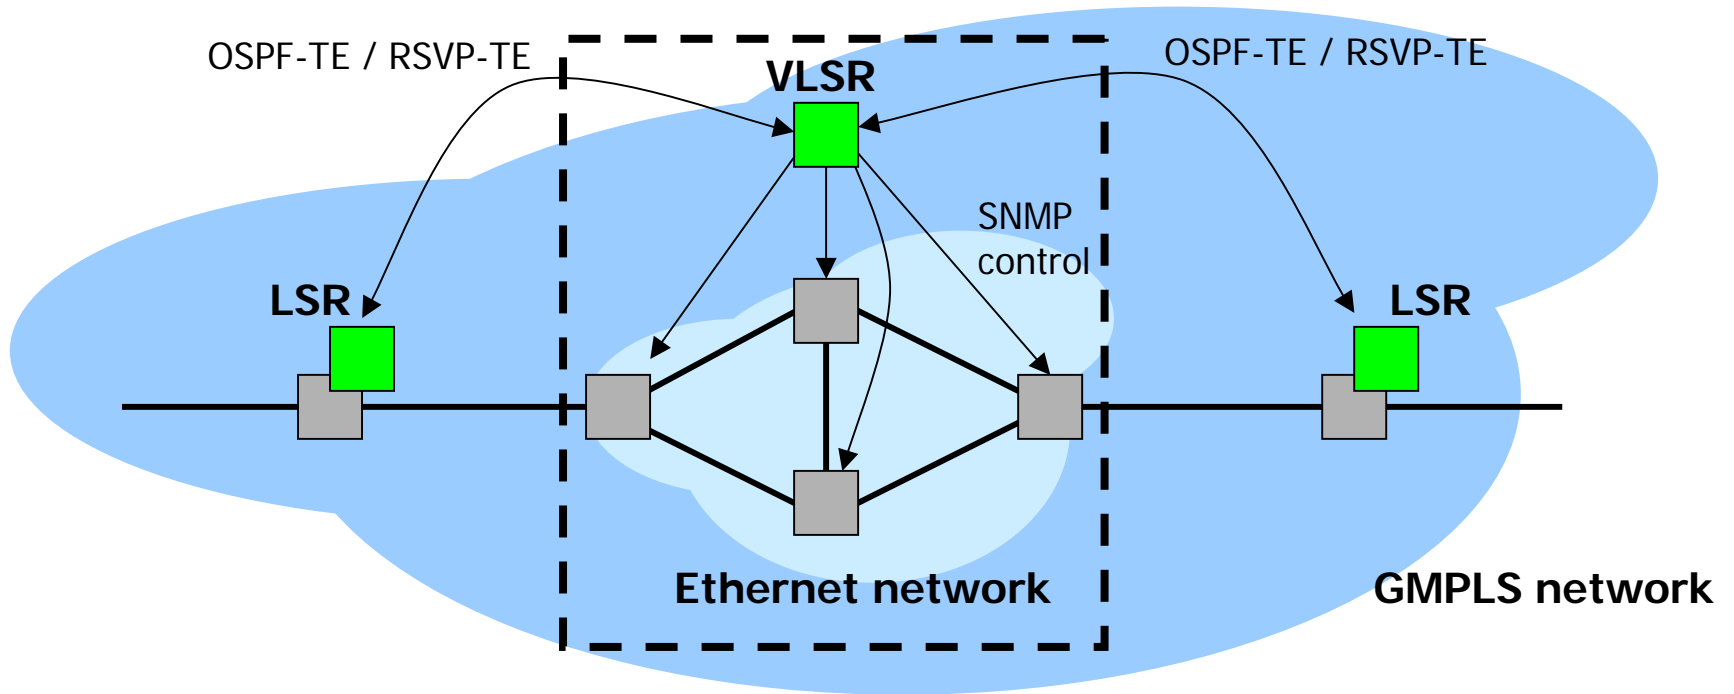 OSPF-TE / RSVP-TE
OSPF-TE / RSVP-TE
VLSR
SNMP
control
LSR
LSR
Ethernet network
GMPLS network